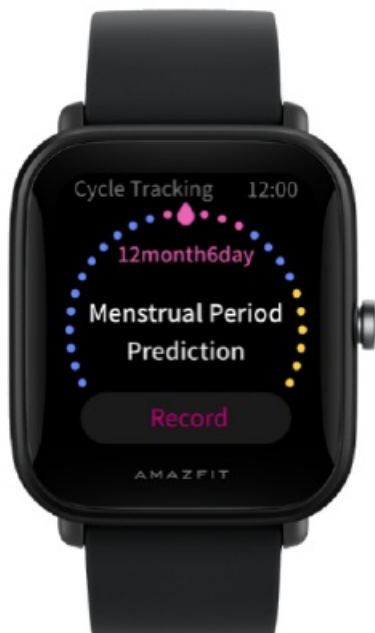 Cycle Tracking 12:00
12month6day
Menstrual Period
Prediction
Record
AMAZFIT